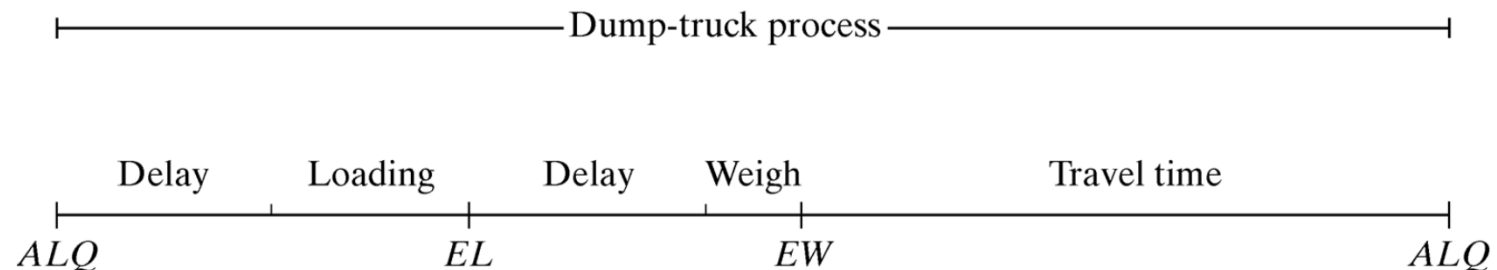 Dump-truck process
Delay Loading Delay Weigh Travel time
ALQ EL EW ALQ